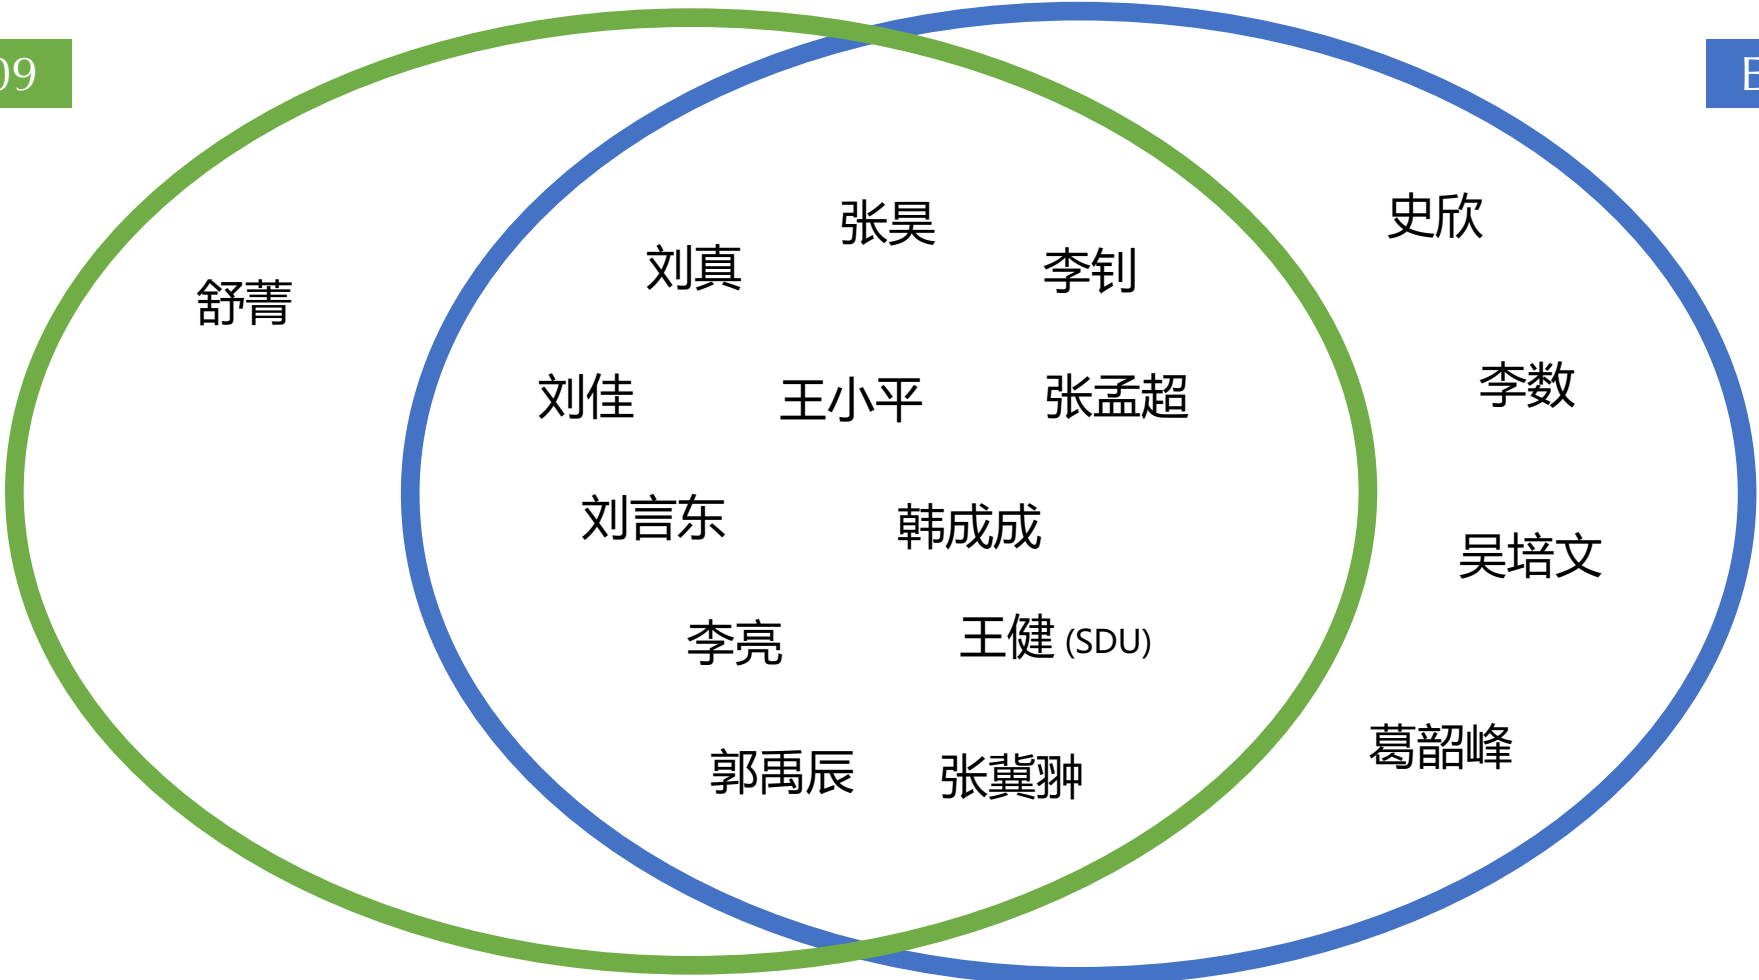 09
张昊
史欣
刘真
李钊
舒菁
李数
刘佳
王小平
张孟超
刘言东
韩成成
吴培文
李亮
王健 (SDU)
葛韶峰
郭禹辰
张冀翀